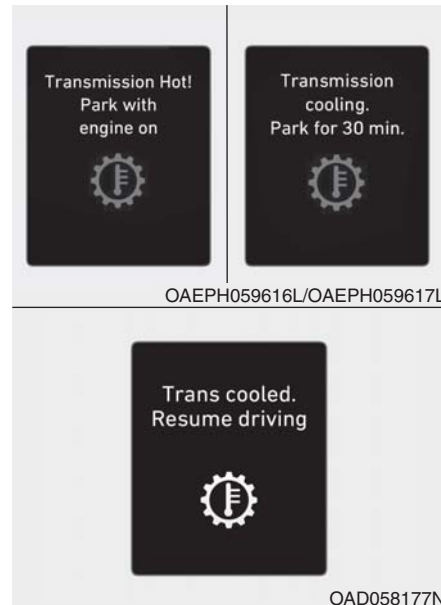 Transmission Hot!
Park with
engine on
Transmission
cooling.
Park for 30 min.
OAEPH059616L/OAEPH059617L
Trans cooled.
Resume driving
OAD058177N